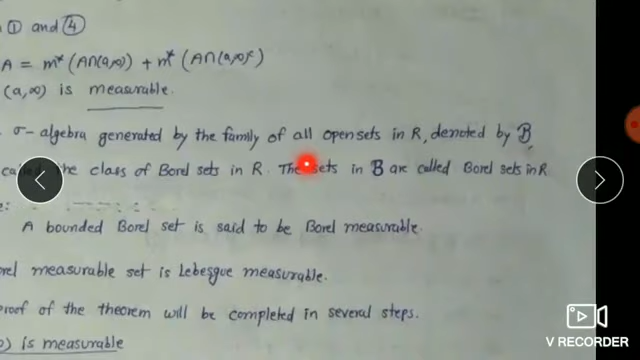 ① and ④
A = m* (A∩(a,∞)) + m* (A∩(a,∞)ᶜ)
(a,∞) is measurable.
σ- algebra generated by the family of all open sets in R, denoted by B,
the class of Borel sets in R. The sets in B are called Borel sets in R
A bounded Borel set is said to be Borel measurable.
measurable set is Lebesgue measurable.
proof of the theorem will be completed in several steps.
) is measurable
V RECORDER